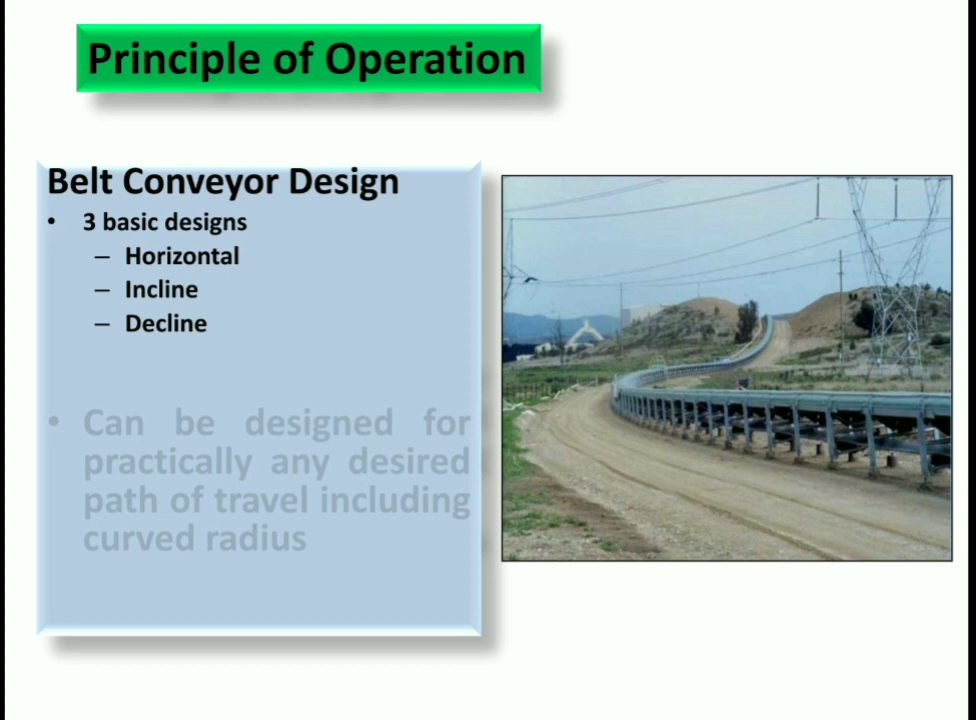 Principle of Operation
Belt Conveyor Design
• 3 basic designs
– Horizontal
– Incline
– Decline
• Can be designed for
practically any desired
path of travel including
curved radius